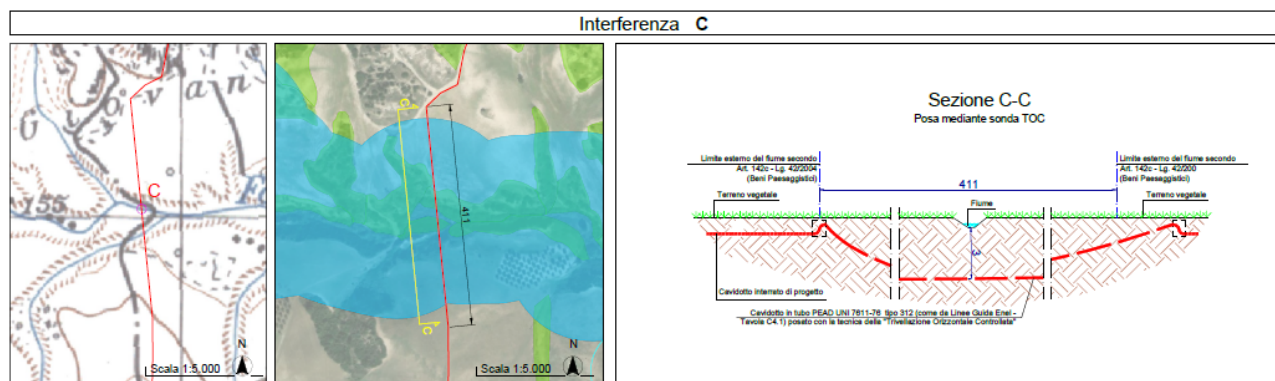 Interferenza C
v a n
U
155
C
F
N
Scala 1:5.000
C
411
C
N
Scala 1:5.000
Sezione C-C
Posa mediante sonda TOC
Limite esterno del fiume secondo
Art. 142c - Lg. 42/2004
(Beni Paesaggistici)
Terreno vegetale
411
Fiume
3
Limite esterno del fiume secondo
Art. 142c - Lg. 42/200
(Beni Paesaggistici)
Terreno vegetale
Cavidotto interrato di progetto
Cavidotto in tubo PEAD UNI 7611-76 tipo 312 (come da Linee Guida Enel -
Tavola C4.1) posato con la tecnica della "Trivellazione Orizzontale Controllata"